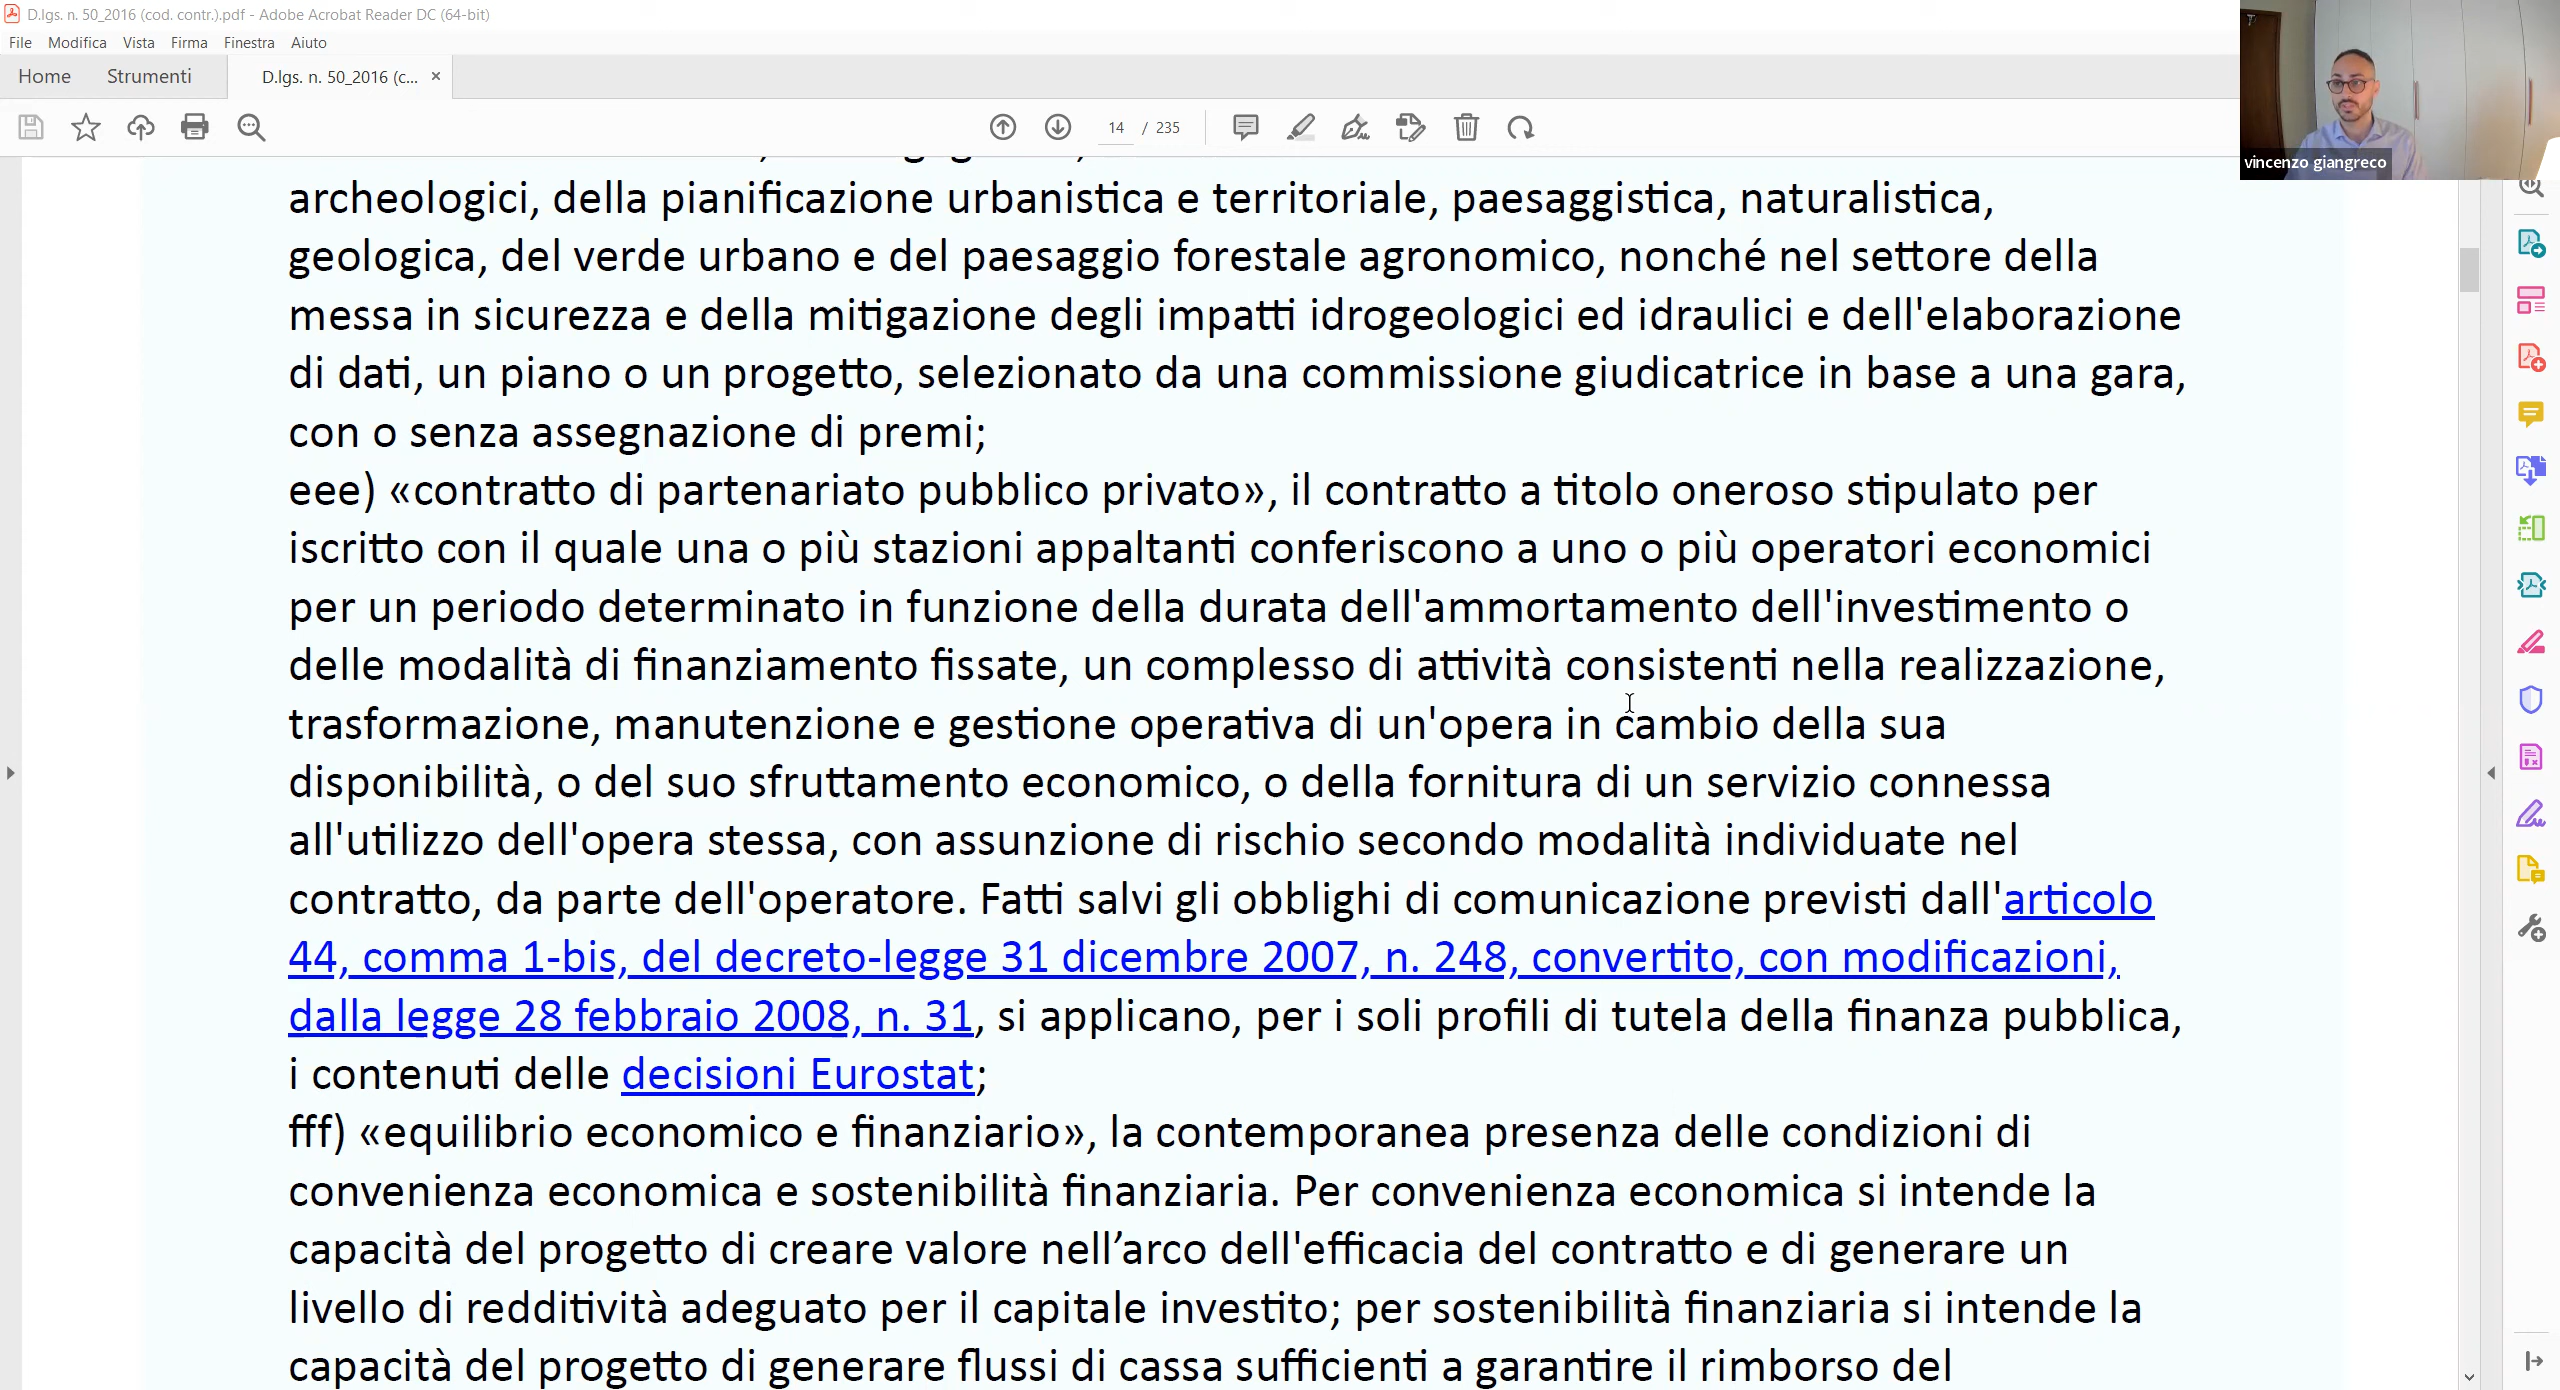 D.lgs. n. 50_2016 (cod. contr.).pdf - Adobe Acrobat Reader DC (64-bit)
File Modifica Vista Firma Finestra Aiuto
Home Strumenti D.lgs. n. 50_2016 (c... ×
14 / 235
vincenzo giangreco
archeologici, della pianificazione urbanistica e territoriale, paesaggistica, naturalistica,
geologica, del verde urbano e del paesaggio forestale agronomico, nonché nel settore della
messa in sicurezza e della mitigazione degli impatti idrogeologici ed idraulici e dell'elaborazione
di dati, un piano o un progetto, selezionato da una commissione giudicatrice in base a una gara,
con o senza assegnazione di premi;
eee) «contratto di partenariato pubblico privato», il contratto a titolo oneroso stipulato per
iscritto con il quale una o più stazioni appaltanti conferiscono a uno o più operatori economici
per un periodo determinato in funzione della durata dell'ammortamento dell'investimento o
delle modalità di finanziamento fissate, un complesso di attività consistenti nella realizzazione,
trasformazione, manutenzione e gestione operativa di un'opera in cambio della sua
disponibilità, o del suo sfruttamento economico, o della fornitura di un servizio connessa
all'utilizzo dell'opera stessa, con assunzione di rischio secondo modalità individuate nel
contratto, da parte dell'operatore. Fatti salvi gli obblighi di comunicazione previsti dall'articolo
44, comma 1-bis, del decreto-legge 31 dicembre 2007, n. 248, convertito, con modificazioni,
dalla legge 28 febbraio 2008, n. 31, si applicano, per i soli profili di tutela della finanza pubblica,
i contenuti delle decisioni Eurostat;
fff) «equilibrio economico e finanziario», la contemporanea presenza delle condizioni di
convenienza economica e sostenibilità finanziaria. Per convenienza economica si intende la
capacità del progetto di creare valore nell’arco dell'efficacia del contratto e di generare un
livello di redditività adeguato per il capitale investito; per sostenibilità finanziaria si intende la
capacità del progetto di generare flussi di cassa sufficienti a garantire il rimborso del